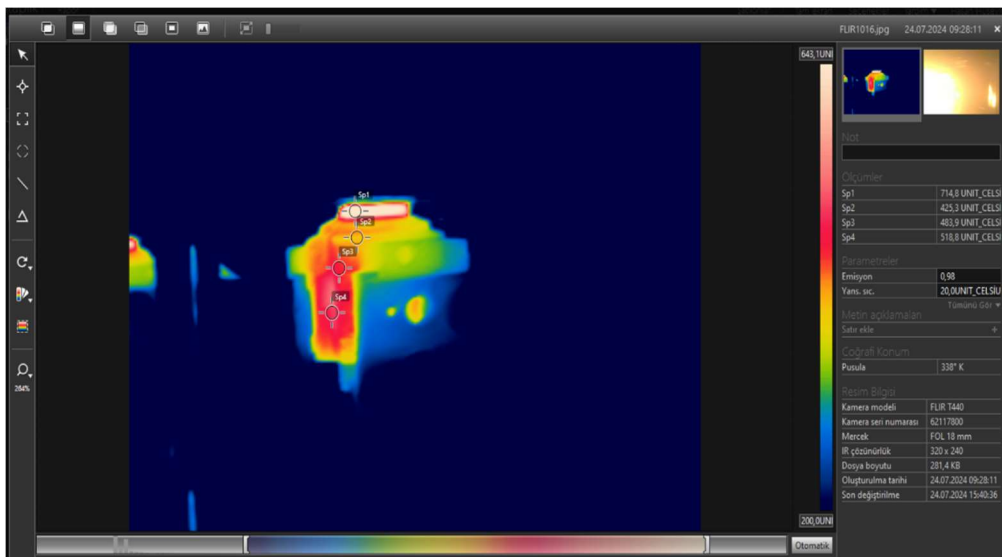 FLIR1016.jpg 24.07.2024 09:28:11 ×
643,1UNI
Sp1
Sp2
Sp3
Sp4
284%
200,0UNI
Otomatik
Not
Ölçümler
Sp1 714,8 UNIT_CELSİ
Sp2 425,3 UNIT_CELSİ
Sp3 483,9 UNIT_CELSİ
Sp4 518,8 UNIT_CELSİ
Parametreler
Emisyon 0,98
Yans. sıc. 20,0UNIT_CELSİU
Tümünü Gör
Metin açıklamaları
Satır ekle +
Coğrafi Konum
Pusula 338° K
Resim Bilgisi
Kamera modeli FLIR T440
Kamera seri numarası 62117800
Mercek FOL 18 mm
IR çözünürlük 320 x 240
Dosya boyutu 281,4 KB
Oluşturulma tarihi 24.07.2024 09:28:11
Son değiştirilme 24.07.2024 15:40:36